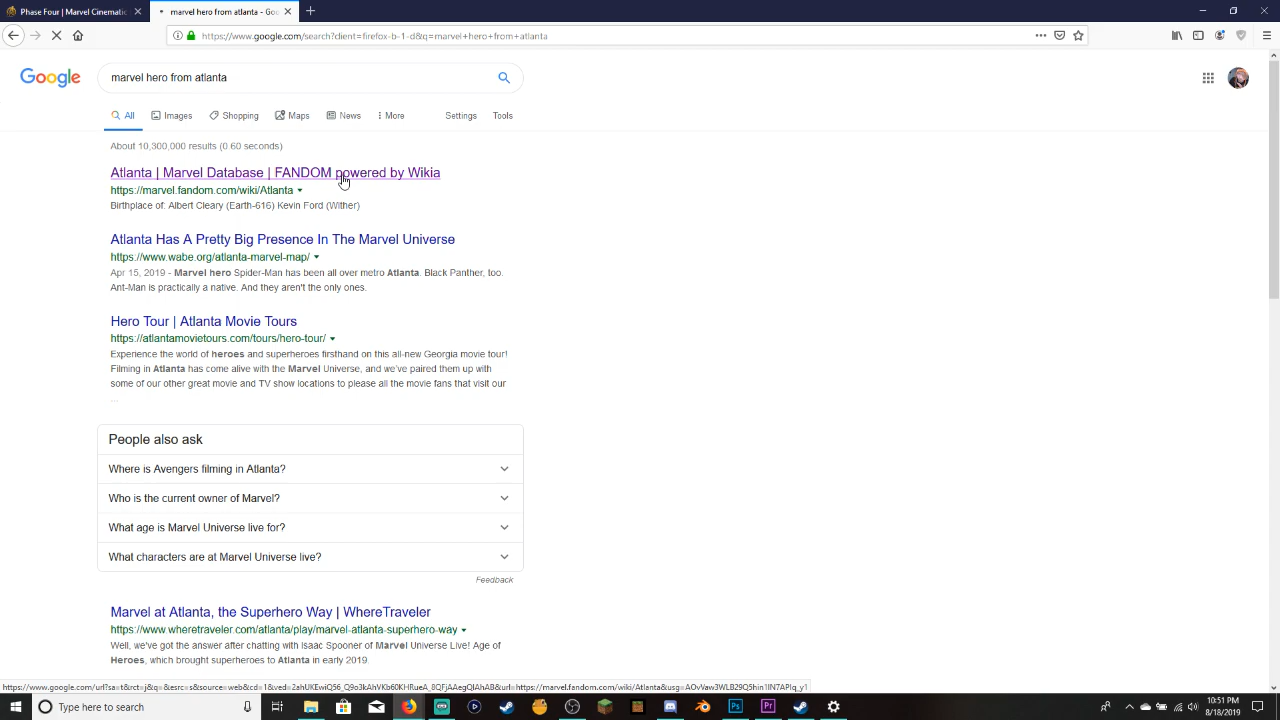 Phase Four | Marvel Cinemati
marvel hero from atlanta - Goo
https://www.google.com/search?client=firefox-b-1-d&q=marvel+hero+from+atlanta
Google
marvel hero from atlanta
All
Images
Shopping
Maps
News
More
Settings
Tools
About 10,300,000 results (0.60 seconds)
Atlanta | Marvel Database | FANDOM powered by Wikia
https://marvel.fandom.com/wiki/Atlanta
Birthplace of: Albert Cleary (Earth-616) Kevin Ford (Wither)
Atlanta Has A Pretty Big Presence In The Marvel Universe
https://www.wabe.org/atlanta-marvel-map/
Apr 15, 2019 - Marvel hero Spider-Man has been all over metro Atlanta. Black Panther, too.
Ant-Man is practically a native. And they aren't the only ones.
Hero Tour | Atlanta Movie Tours
https://atlantamovietours.com/tours/hero-tour/
Experience the world of heroes and superheroes firsthand on this all-new Georgia movie tour!
Filming in Atlanta has come alive with the Marvel Universe, and we've paired them up with
some of our other great movie and TV show locations to please all the movie fans that visit our
...
People also ask
Where is Avengers filming in Atlanta?
Who is the current owner of Marvel?
What age is Marvel Universe live for?
What characters are at Marvel Universe live?
Feedback
Marvel at Atlanta, the Superhero Way | WhereTraveler
https://www.wheretraveler.com/atlanta/play/marvel-atlanta-superhero-way
Well, we've got the answer after chatting with Isaac Spooner of Marvel Universe Live! Age of
Heroes, which brought superheroes to Atlanta in early 2019.
Type here to search
10:51 PM
8/18/2019